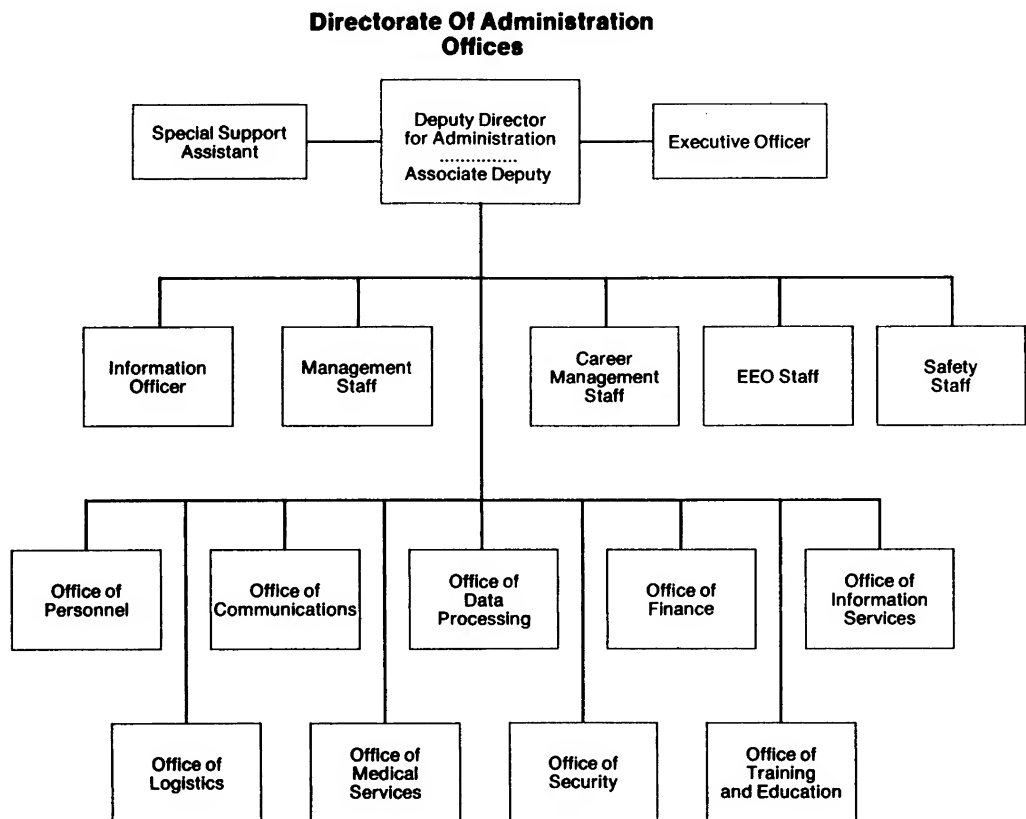 Directorate Of Administration
Offices
Special Support
Assistant
Deputy Director
for Administration
...............
Associate Deputy
Executive Officer
Information
Officer
Management
Staff
Career
Management
Staff
EEO Staff
Safety
Staff
Office of
Personnel
Office of
Communications
Office of
Data
Processing
Office of
Finance
Office of
Information
Services
Office of
Logistics
Office of
Medical
Services
Office of
Security
Office of
Training
and Education